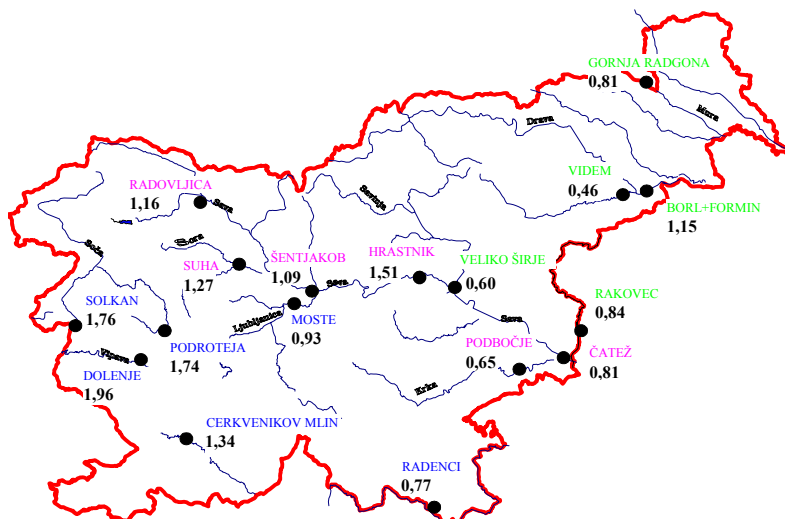 GORNJA RADGONA
0,81
Mura
Drava
VIDEM
0,46
BORL+FORMIN
1,15
RADOVLJICA
1,16
Sava
Savinja
Sora
Soča
SUHA
1,27
ŠENTJAKOB
1,09
HRASTNIK
1,51
VELIKO ŠIRJE
0,60
Sava
SOLKAN
1,76
Ljubljanica
MOSTE
0,93
Sava
RAKOVEC
0,84
PODROTEJA
1,74
Vipava
DOLENJE
1,96
PODBOČJE
0,65
ČATEŽ
0,81
Krka
CERKVENIKOV MLIN
1,34
RADENCI
0,77